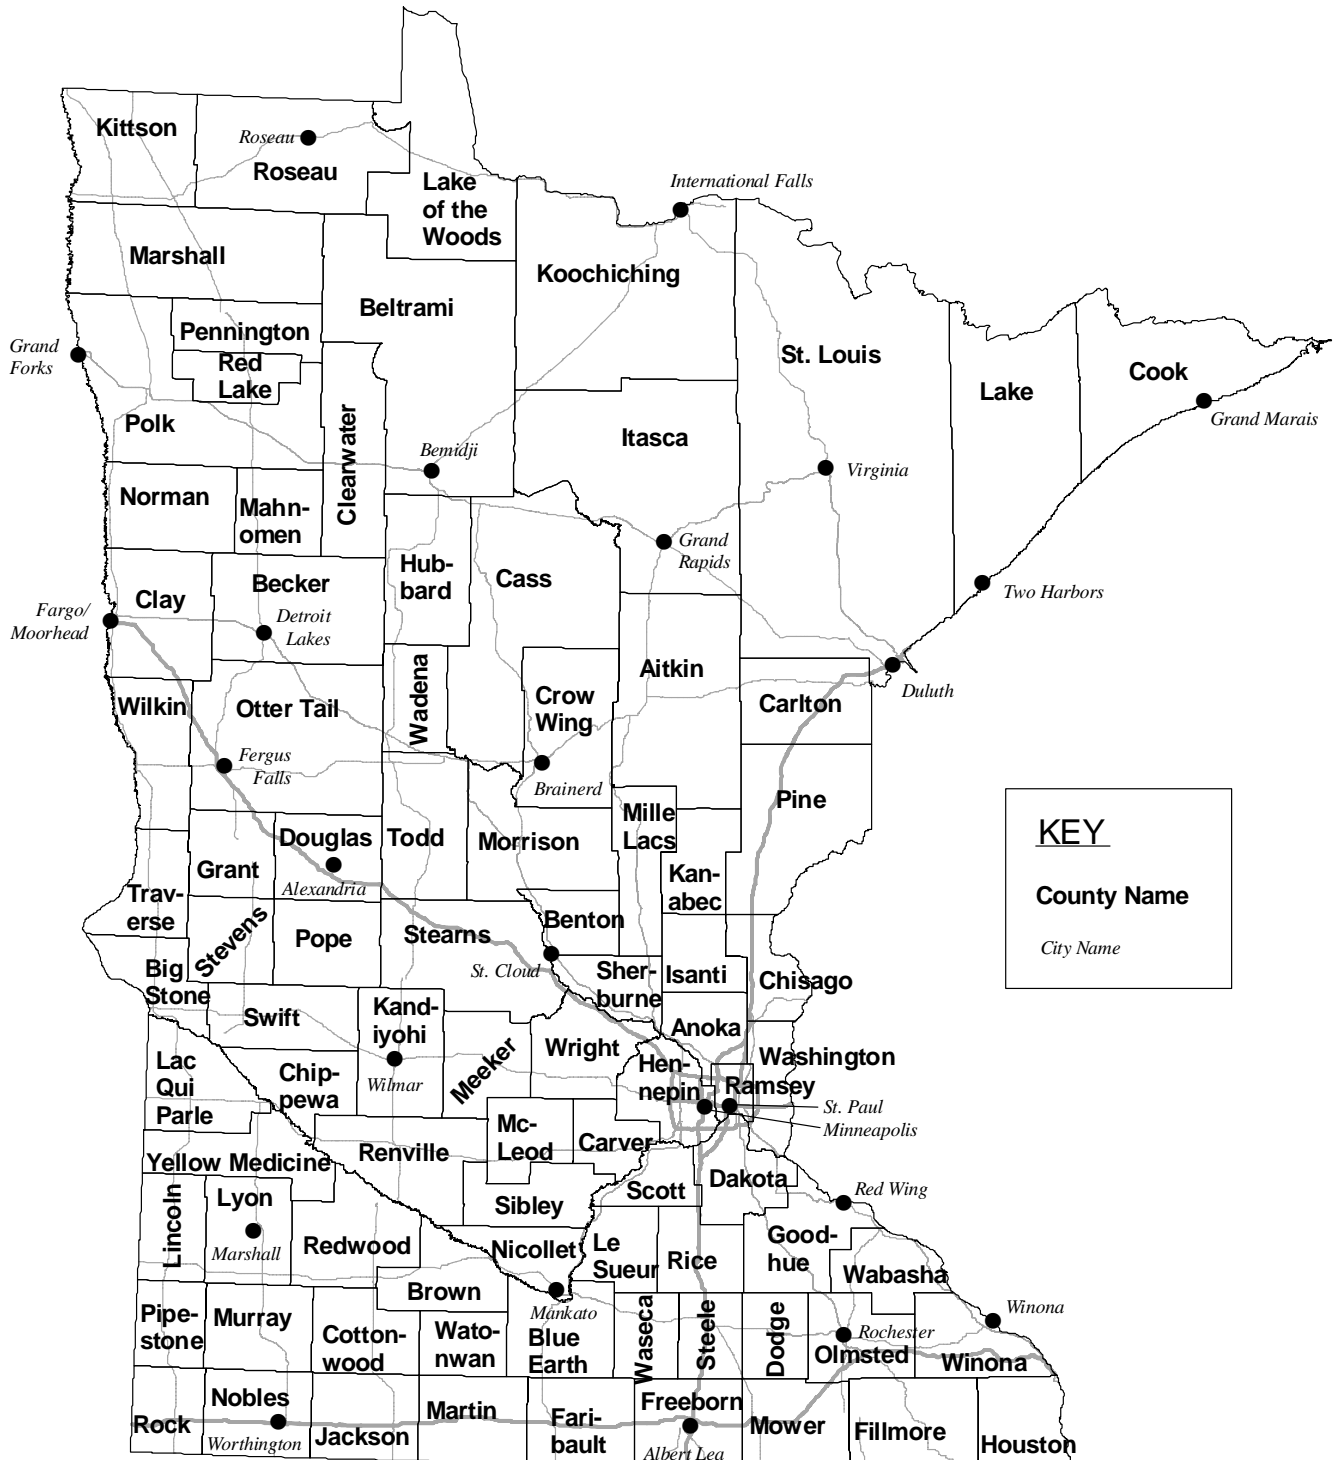 Kittson
Roseau
Roseau
Lake
of the
Woods
International Falls
Marshall
Koochiching
Beltrami
Pennington
Red
Lake
Grand
Forks
St. Louis
Lake
Cook
Grand Marais
Polk
Clearwater
Bemidji
Itasca
Virginia
Norman
Mahn-
omen
Grand
Rapids
Hub-
bard
Cass
Becker
Clay
Detroit
Lakes
Fargo/
Moorhead
Two Harbors
Aitkin
Duluth
Wadena
Crow
Wing
Carlton
Wilkin
Otter Tail
Fergus
Falls
Brainerd
Pine
Mille
Lacs
KEY
County Name
City Name
Douglas
Todd
Morrison
Grant
Alexandria
Kan-
abec
Trav-
erse
Stevens
Pope
Stearns
Benton
St. Cloud
Big
Stone
Sher-
burne
Isanti
Chisago
Swift
Kand-
iyohi
Anoka
Wright
Meeker
Washington
Lac
Qui
Parle
Chip-
pewa
Wilmar
Hen-
nepin
Ramsey
St. Paul
Minneapolis
Mc-
Leod
Carver
Renville
Yellow Medicine
Lincoln
Lyon
Marshall
Sibley
Scott
Dakota
Red Wing
Redwood
Nicollet
Le
Sueur
Rice
Good-
hue
Wabasha
Brown
Mankato
Winona
Pipe-
stone
Murray
Cotton-
wood
Wato-
nwan
Blue
Earth
Waseca
Steele
Dodge
Rochester
Olmsted
Winona
Rock
Nobles
Worthington
Jackson
Martin
Fari-
bault
Freeborn
Albert Lea
Mower
Fillmore
Houston